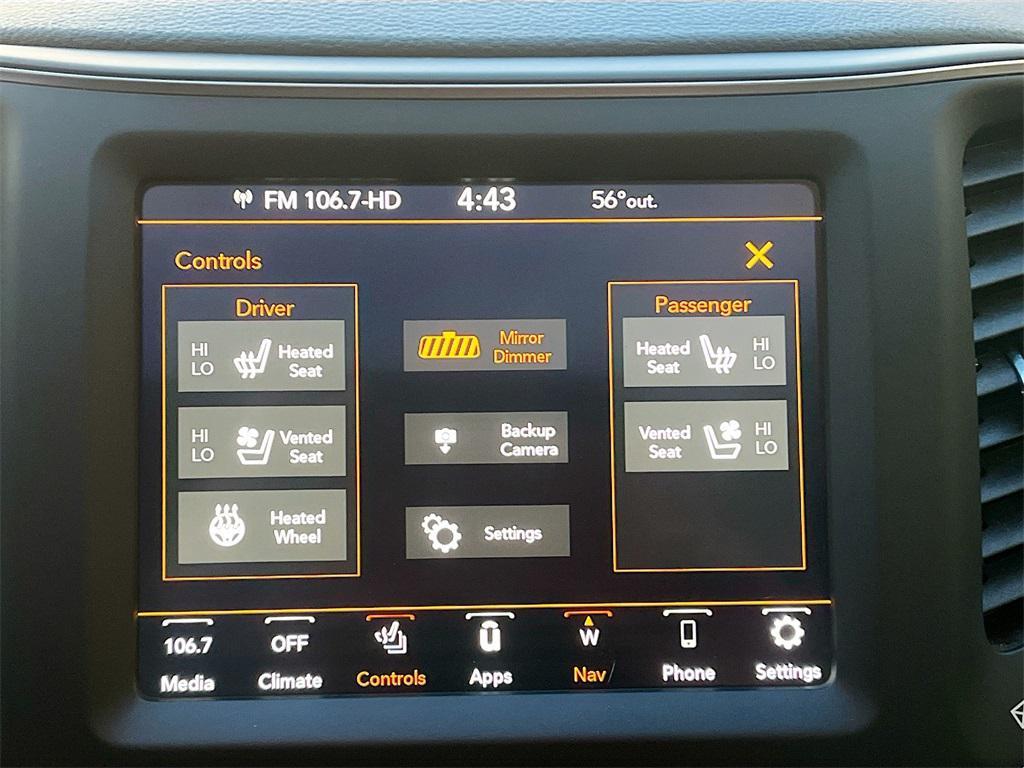 FM 106.7-HD 4:43 56° out.
Controls
Driver
HI
LO
Heated
Seat
HI
LO
Vented
Seat
Heated
Wheel
Mirror
Dimmer
Backup
Camera
Settings
Passenger
Heated
Seat
HI
LO
Vented
Seat
HI
LO
106.7
Media
OFF
Climate
Controls
Apps
W
Nav
Phone
Settings